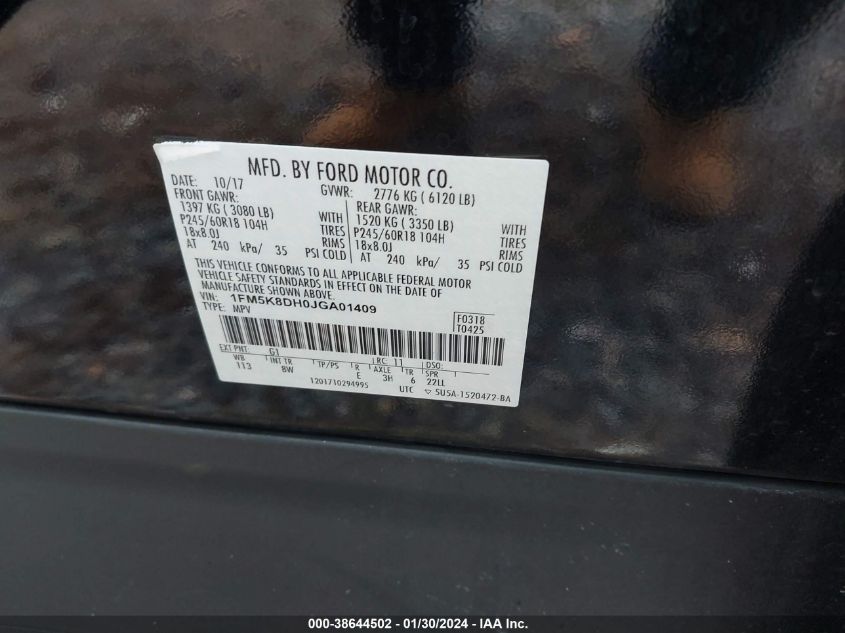 MFD. BY FORD MOTOR CO.
DATE: 10/17 GVWR: 2776 KG ( 6120 LB)
FRONT GAWR: REAR GAWR:
1397 KG ( 3080 LB) WITH 1520 KG ( 3350 LB) WITH
P245/60R18 104H TIRES P245/60R18 104H TIRES
18x8.0J RIMS 18x8.0J RIMS
AT 240 kPa/ 35 PSI COLD AT 240 kPa/ 35 PSI COLD
THIS VEHICLE CONFORMS TO ALL APPLICABLE FEDERAL MOTOR
VEHICLE SAFETY STANDARDS IN EFFECT ON THE DATE OF
MANUFACTURE SHOWN ABOVE.
VIN: 1FM5K8DH0JGA01409
TYPE: MPV
F0318
T0425
EXT PNT: G1 RC: 11 DSO:
WB INT TR TP/PS R AXLE TR SPR
113 BW E 3H 6 22LL
1201710294995 UTC ▽ 5U5A-1520472-BA
000-38644502 - 01/30/2024 - IAAI.COM